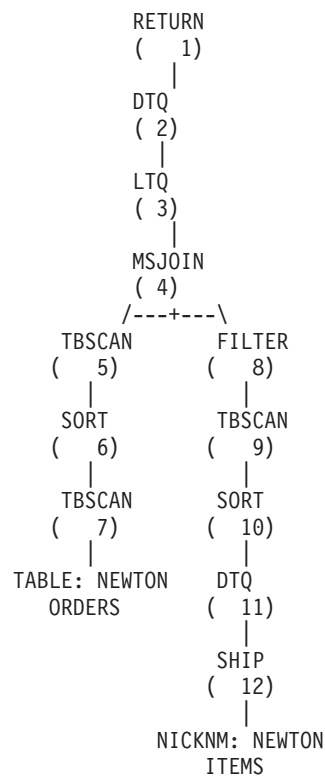 RETURN
(   1)
|
DTQ
( 2)
|
LTQ
( 3)
|
MSJOIN
( 4)
/---+---\
TBSCAN        FILTER
(   5)       (   8)
|             |
SORT         TBSCAN
(   6)       (   9)
|             |
TBSCAN        SORT
(   7)       (  10)
|             |
TABLE: NEWTON    DTQ
ORDERS       (  11)
|
SHIP
(  12)
|
NICKNM: NEWTON
ITEMS